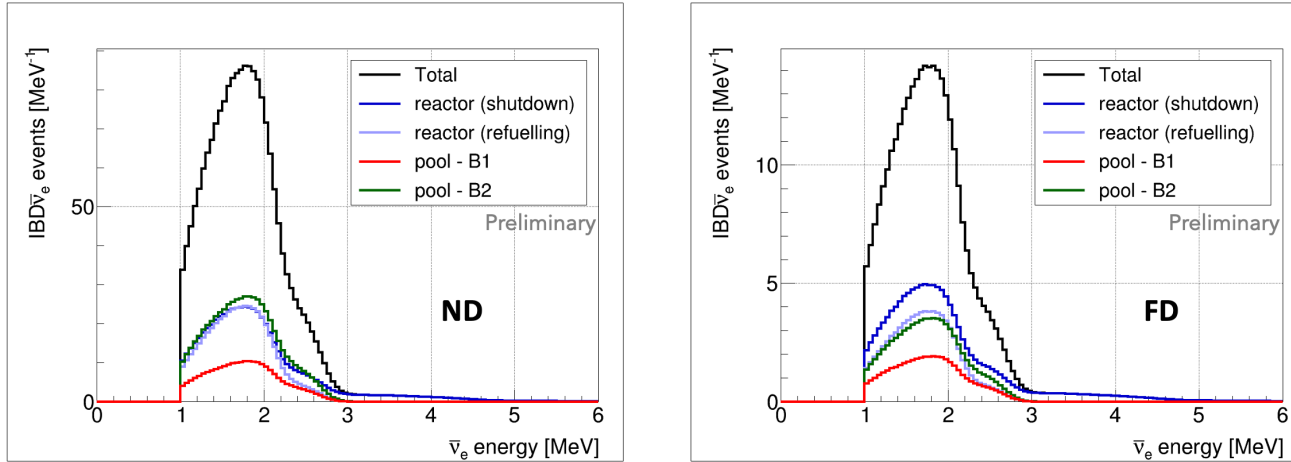 IBDν̅e events [MeV⁻¹]
50
0
Total
reactor (shutdown)
reactor (refuelling)
pool - B1
pool - B2
Preliminary
ND
0 1 2 3 4 5 6
ν̅e energy [MeV]
IBDν̅e events [MeV⁻¹]
10
5
0
Total
reactor (shutdown)
reactor (refuelling)
pool - B1
pool - B2
Preliminary
FD
0 1 2 3 4 5 6
ν̅e energy [MeV]